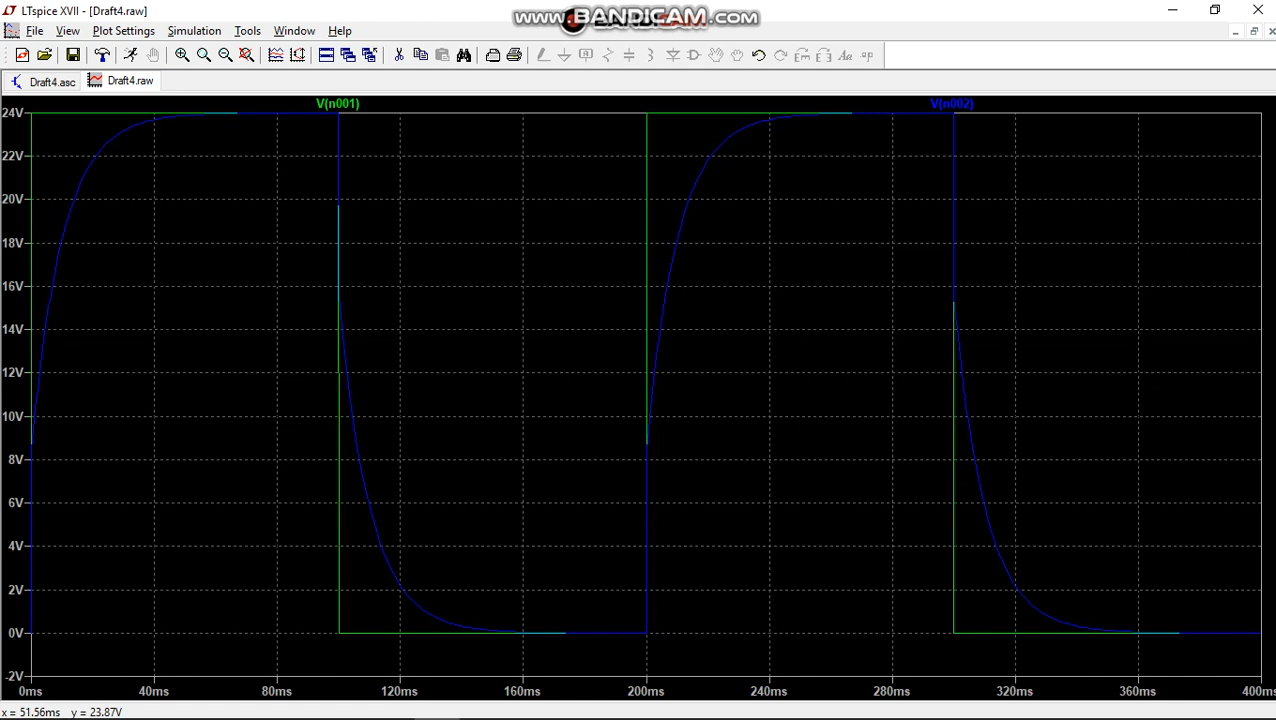 LTspice XVII - [Draft4.raw]
www.BANDICAM.com
File View Plot Settings Simulation Tools Window Help
Draft4.asc Draft4.raw
V(n001) V(n002)
24V
22V
20V
18V
16V
14V
12V
10V
8V
6V
4V
2V
0V
-2V
0ms 40ms 80ms 120ms 160ms 200ms 240ms 280ms 320ms 360ms 400ms
x = 51.56ms y = 23.87V